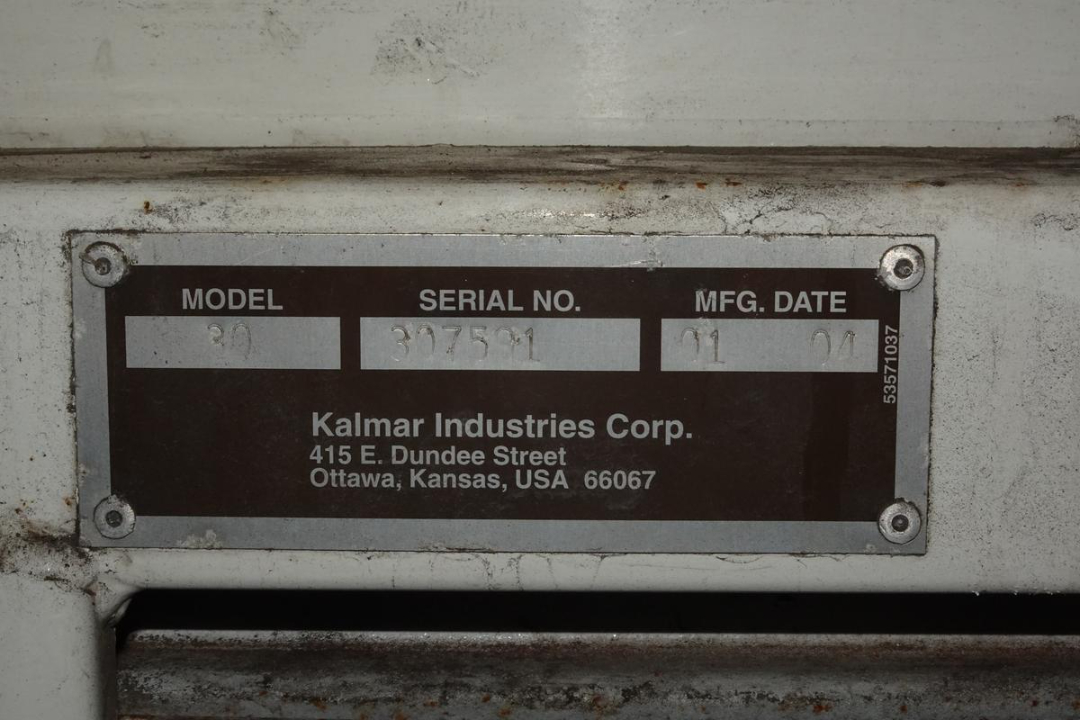 MODEL SERIAL NO. MFG. DATE
30 307591 01 04
53571037
Kalmar Industries Corp.
415 E. Dundee Street
Ottawa, Kansas, USA 66067